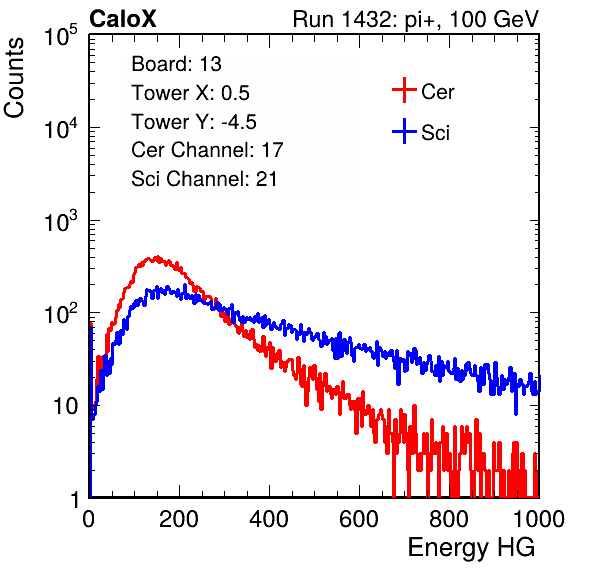 CaloX Run 1432: pi+, 100 GeV
Counts
Board: 13
Tower X: 0.5
Tower Y: -4.5
Cer Channel: 17
Sci Channel: 21
Cer
Sci
10^5
10^4
10^3
10^2
10
1
0 200 400 600 800 1000
Energy HG